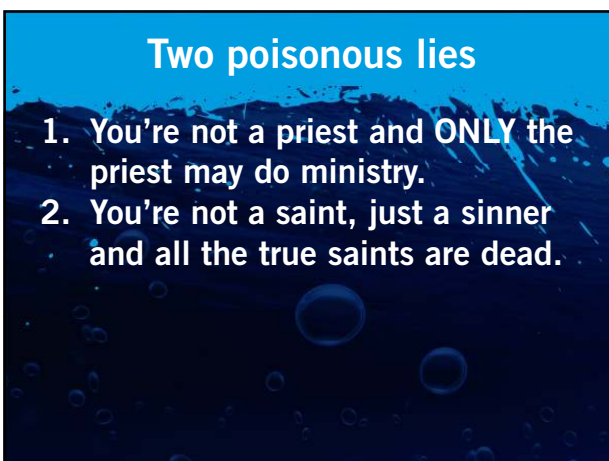 Two poisonous lies
1. You’re not a priest and ONLY the
priest may do ministry.
2. You’re not a saint, just a sinner
and all the true saints are dead.